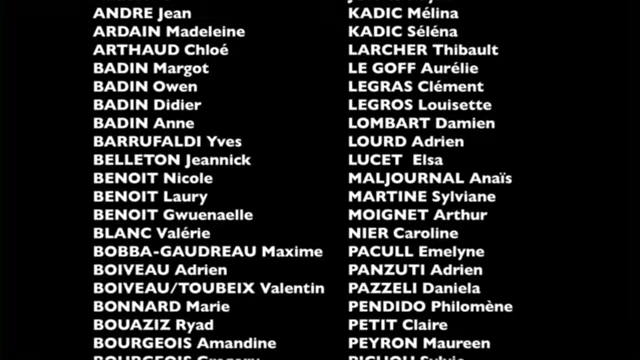 ANDRE Jean
ARDAIN Madeleine
ARTHAUD Chloé
BADIN Margot
BADIN Owen
BADIN Didier
BADIN Anne
BARRUFALDI Yves
BELLETON Jeannick
BENOIT Nicole
BENOIT Laury
BENOIT Gwuenaelle
BLANC Valérie
BOBBA-GAUDREAU Maxime
BOIVEAU Adrien
BOIVEAU/TOUBEIX Valentin
BONNARD Marie
BOUAZIZ Ryad
BOURGEOIS Amandine
BOURGEOIS Gregory
KADIC Mélina
KADIC Séléna
LARCHER Thibault
LE GOFF Aurélie
LEGRAS Clément
LEGROS Louisette
LOMBART Damien
LOURD Adrien
LUCET Elsa
MALJOURNAL Anaïs
MARTINE Sylviane
MOIGNET Arthur
NIER Caroline
PACULL Emelyne
PANZUTI Adrien
PAZZELI Daniela
PENDIDO Philomène
PETIT Claire
PEYRON Maureen